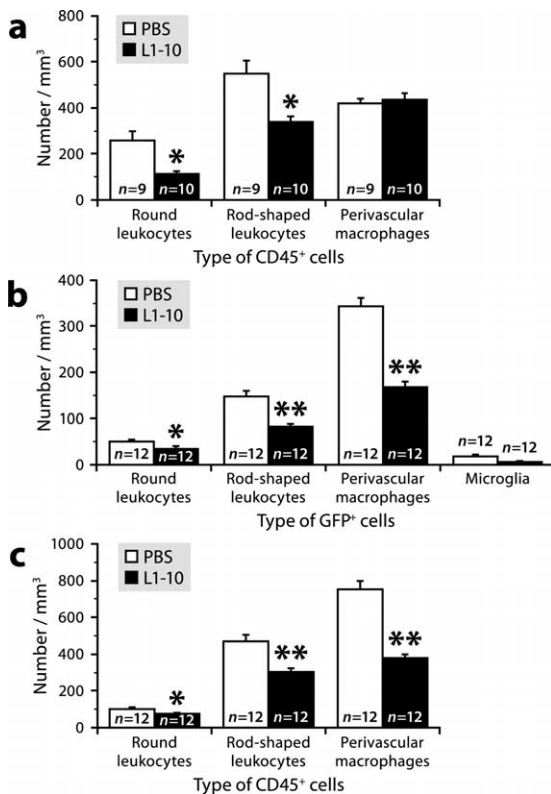 a
PBS
L1-10
Number / mm³
800
600
400
200
0
*
*
n=9 n=10 n=9 n=10 n=9 n=10
Round leukocytes
Rod-shaped leukocytes
Perivascular macrophages
Type of CD45⁺ cells
b
PBS
L1-10
Number / mm³
400
300
200
100
0
*
**
**
n=12 n=12 n=12 n=12 n=12 n=12 n=12 n=12
Round leukocytes
Rod-shaped leukocytes
Perivascular macrophages
Microglia
Type of GFP⁺ cells
c
PBS
L1-10
Number / mm³
1000
800
600
400
200
0
*
**
**
n=12 n=12 n=12 n=12 n=12 n=12
Round leukocytes
Rod-shaped leukocytes
Perivascular macrophages
Type of CD45⁺ cells